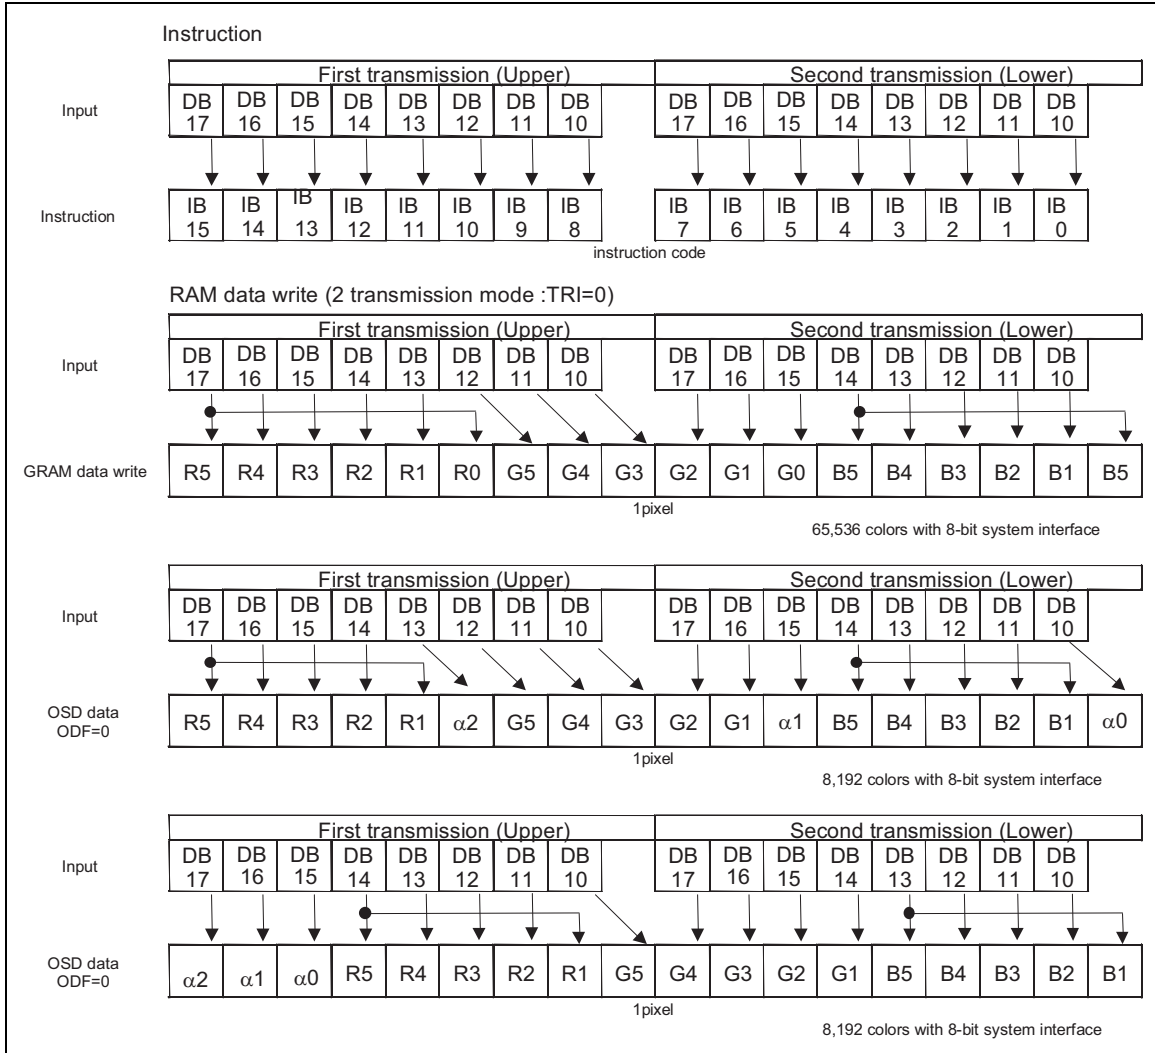 Instruction
First transmission (Upper) Second transmission (Lower)
Input DB 17 DB 16 DB 15 DB 14 DB 13 DB 12 DB 11 DB 10 DB 17 DB 16 DB 15 DB 14 DB 13 DB 12 DB 11 DB 10
Instruction IB 15 IB 14 IB 13 IB 12 IB 11 IB 10 IB 9 IB 8 IB 7 IB 6 IB 5 IB 4 IB 3 IB 2 IB 1 IB 0
instruction code
RAM data write (2 transmission mode :TRI=0)
First transmission (Upper) Second transmission (Lower)
Input DB 17 DB 16 DB 15 DB 14 DB 13 DB 12 DB 11 DB 10 DB 17 DB 16 DB 15 DB 14 DB 13 DB 12 DB 11 DB 10
GRAM data write R5 R4 R3 R2 R1 R0 G5 G4 G3 G2 G1 G0 B5 B4 B3 B2 B1 B5
1pixel
65,536 colors with 8-bit system interface
First transmission (Upper) Second transmission (Lower)
Input DB 17 DB 16 DB 15 DB 14 DB 13 DB 12 DB 11 DB 10 DB 17 DB 16 DB 15 DB 14 DB 13 DB 12 DB 11 DB 10
OSD data ODF=0 R5 R4 R3 R2 R1 α2 G5 G4 G3 G2 G1 α1 B5 B4 B3 B2 B1 α0
1pixel
8,192 colors with 8-bit system interface
First transmission (Upper) Second transmission (Lower)
Input DB 17 DB 16 DB 15 DB 14 DB 13 DB 12 DB 11 DB 10 DB 17 DB 16 DB 15 DB 14 DB 13 DB 12 DB 11 DB 10
OSD data ODF=0 α2 α1 α0 R5 R4 R3 R2 R1 G5 G4 G3 G2 G1 B5 B4 B3 B2 B1
1pixel
8,192 colors with 8-bit system interface